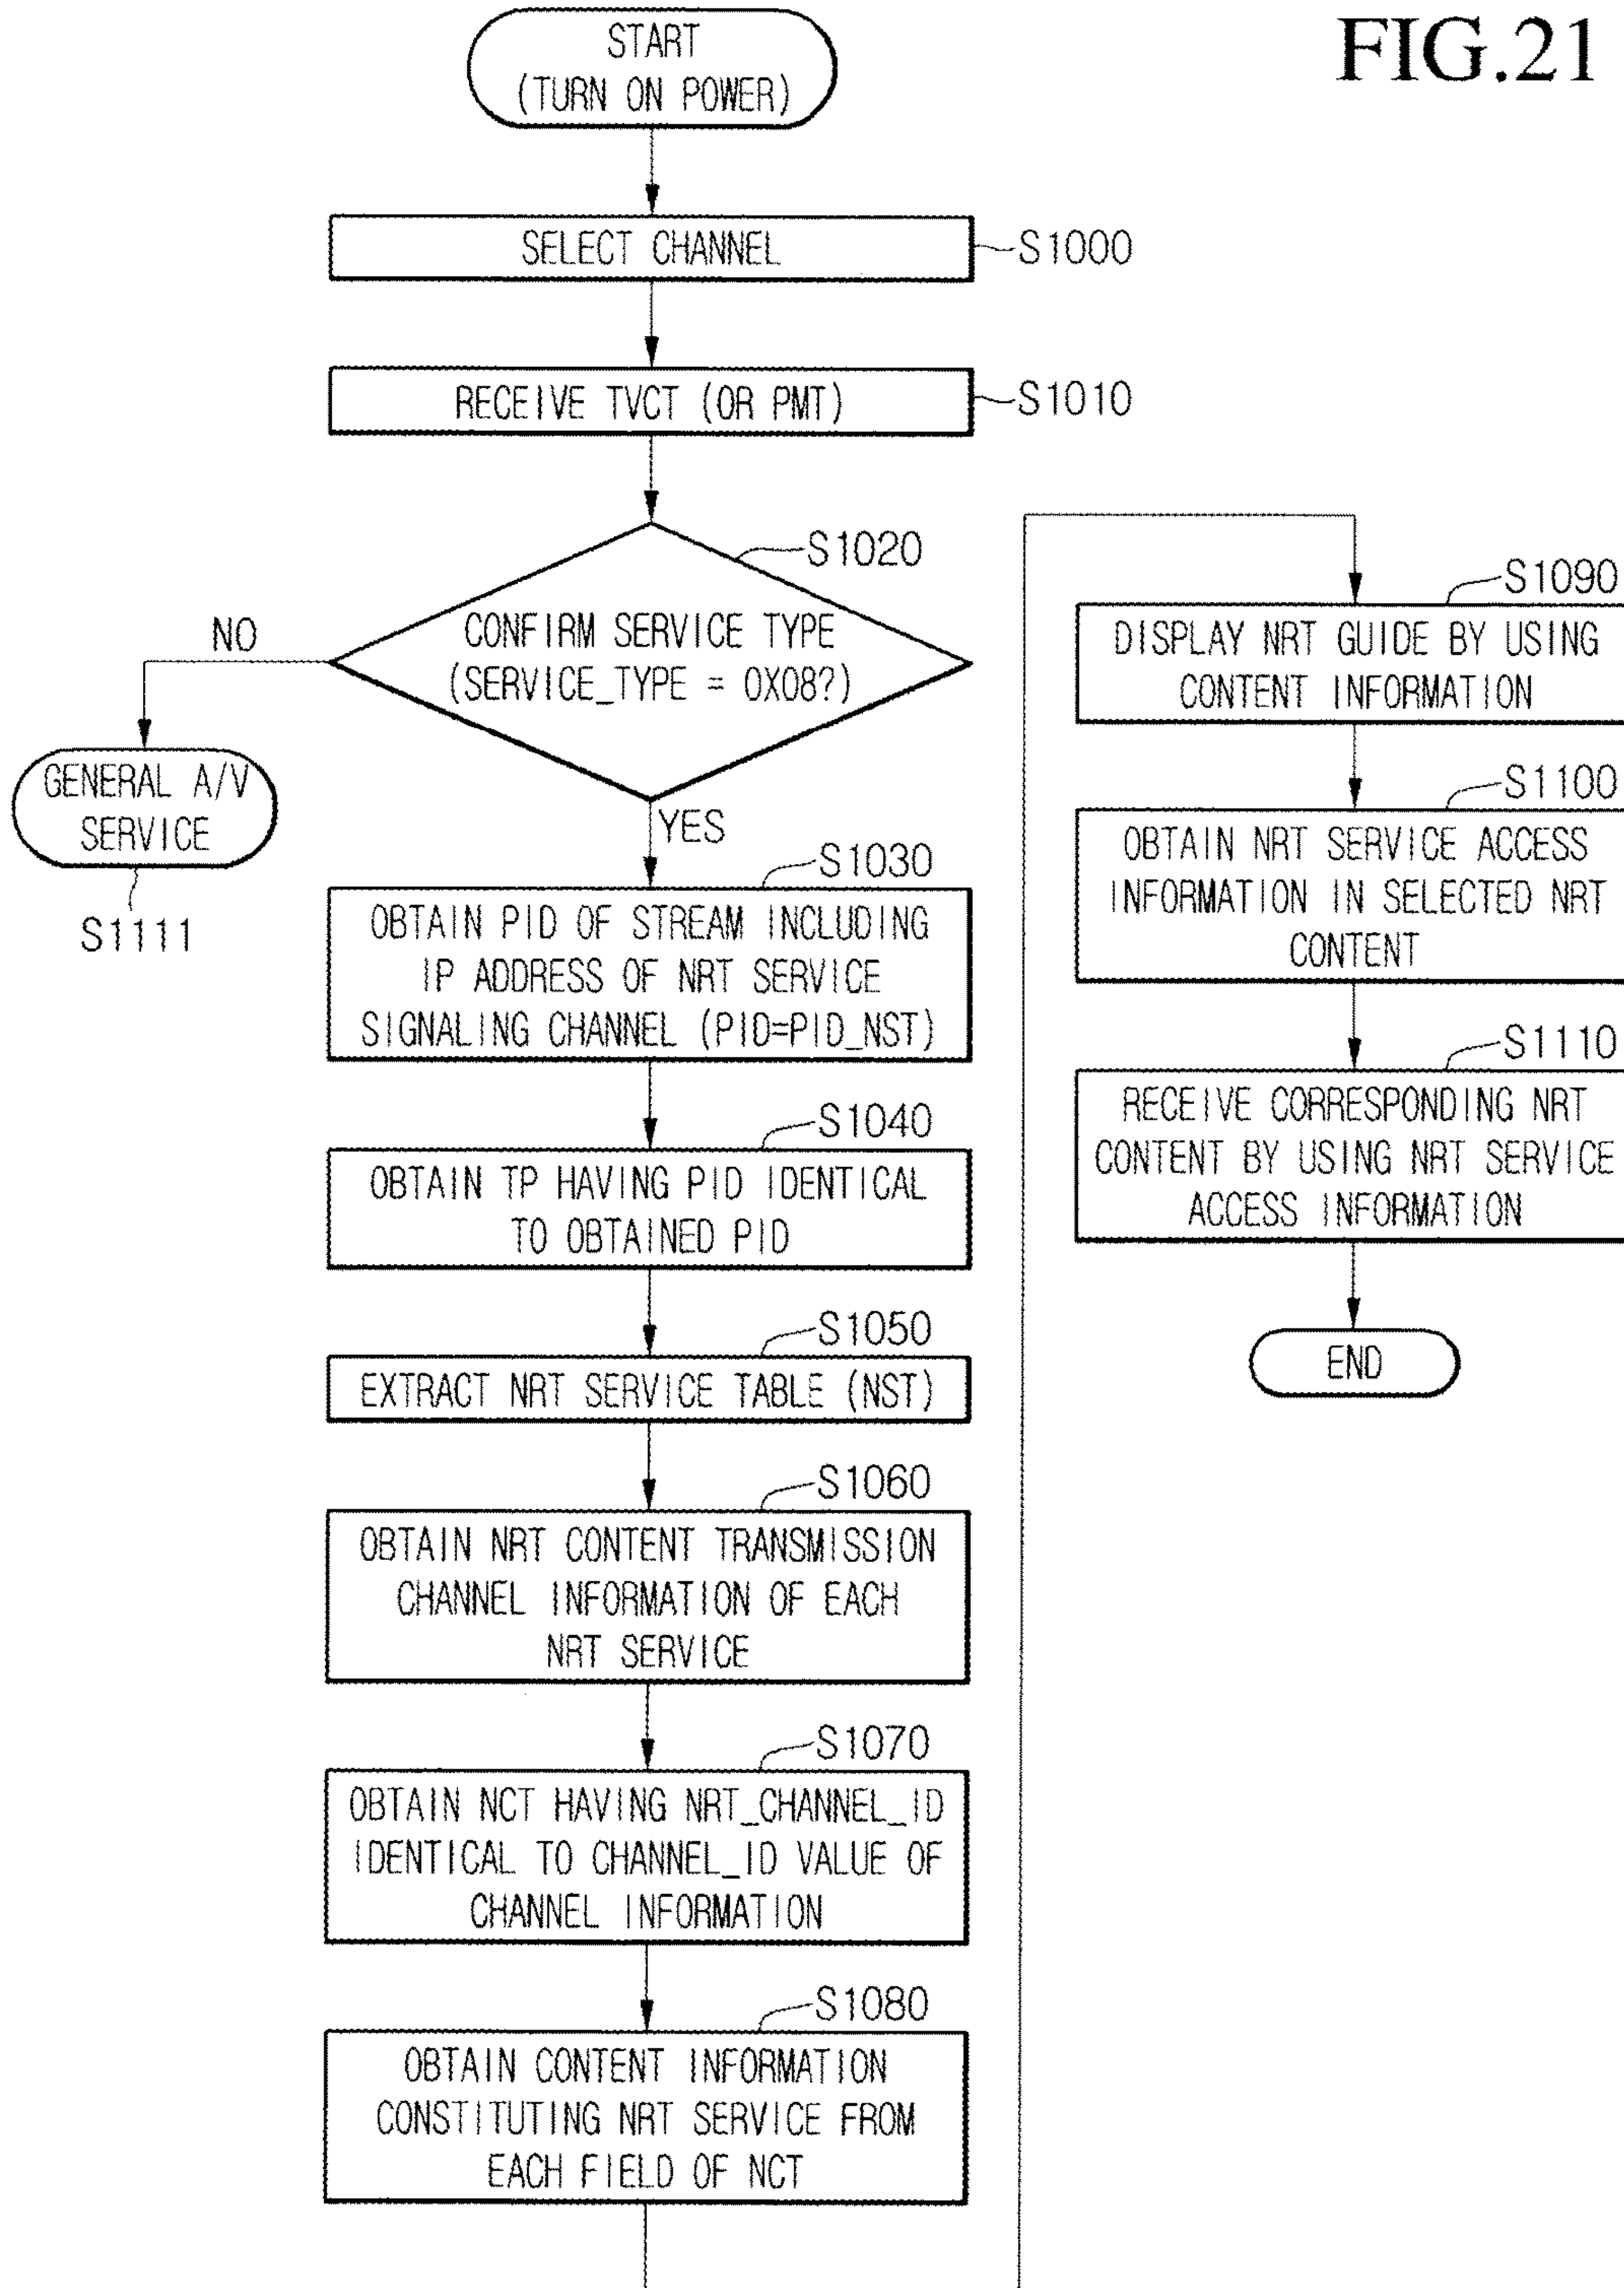 FIG.21
START
(TURN ON POWER)
SELECT CHANNEL
S1000
RECEIVE TVCT (OR PMT)
S1010
S1020
CONFIRM SERVICE TYPE
(SERVICE_TYPE = 0X08?)
NO
GENERAL A/V
SERVICE
S1111
YES
S1030
OBTAIN PID OF STREAM INCLUDING
IP ADDRESS OF NRT SERVICE
SIGNALING CHANNEL (PID=PID_NST)
S1040
OBTAIN TP HAVING PID IDENTICAL
TO OBTAINED PID
S1050
EXTRACT NRT SERVICE TABLE (NST)
S1060
OBTAIN NRT CONTENT TRANSMISSION
CHANNEL INFORMATION OF EACH
NRT SERVICE
S1070
OBTAIN NCT HAVING NRT_CHANNEL_ID
IDENTICAL TO CHANNEL_ID VALUE OF
CHANNEL INFORMATION
S1080
OBTAIN CONTENT INFORMATION
CONSTITUTING NRT SERVICE FROM
EACH FIELD OF NCT
S1090
DISPLAY NRT GUIDE BY USING
CONTENT INFORMATION
S1100
OBTAIN NRT SERVICE ACCESS
INFORMATION IN SELECTED NRT
CONTENT
S1110
RECEIVE CORRESPONDING NRT
CONTENT BY USING NRT SERVICE
ACCESS INFORMATION
END